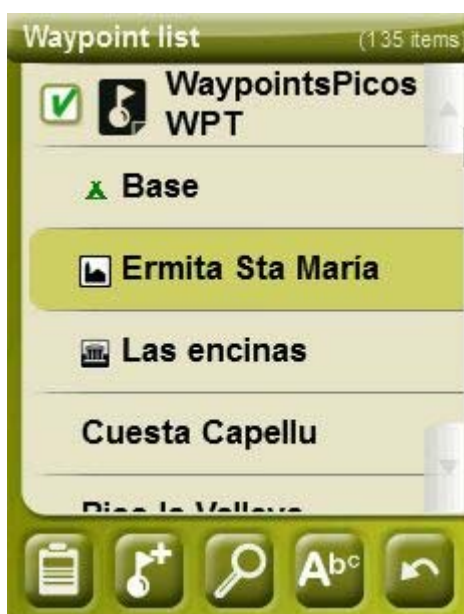 Waypoint list (135 items)
WaypointsPicos
WPT
Base
Ermita Sta María
Las encinas
Cuesta Capellu
Abc